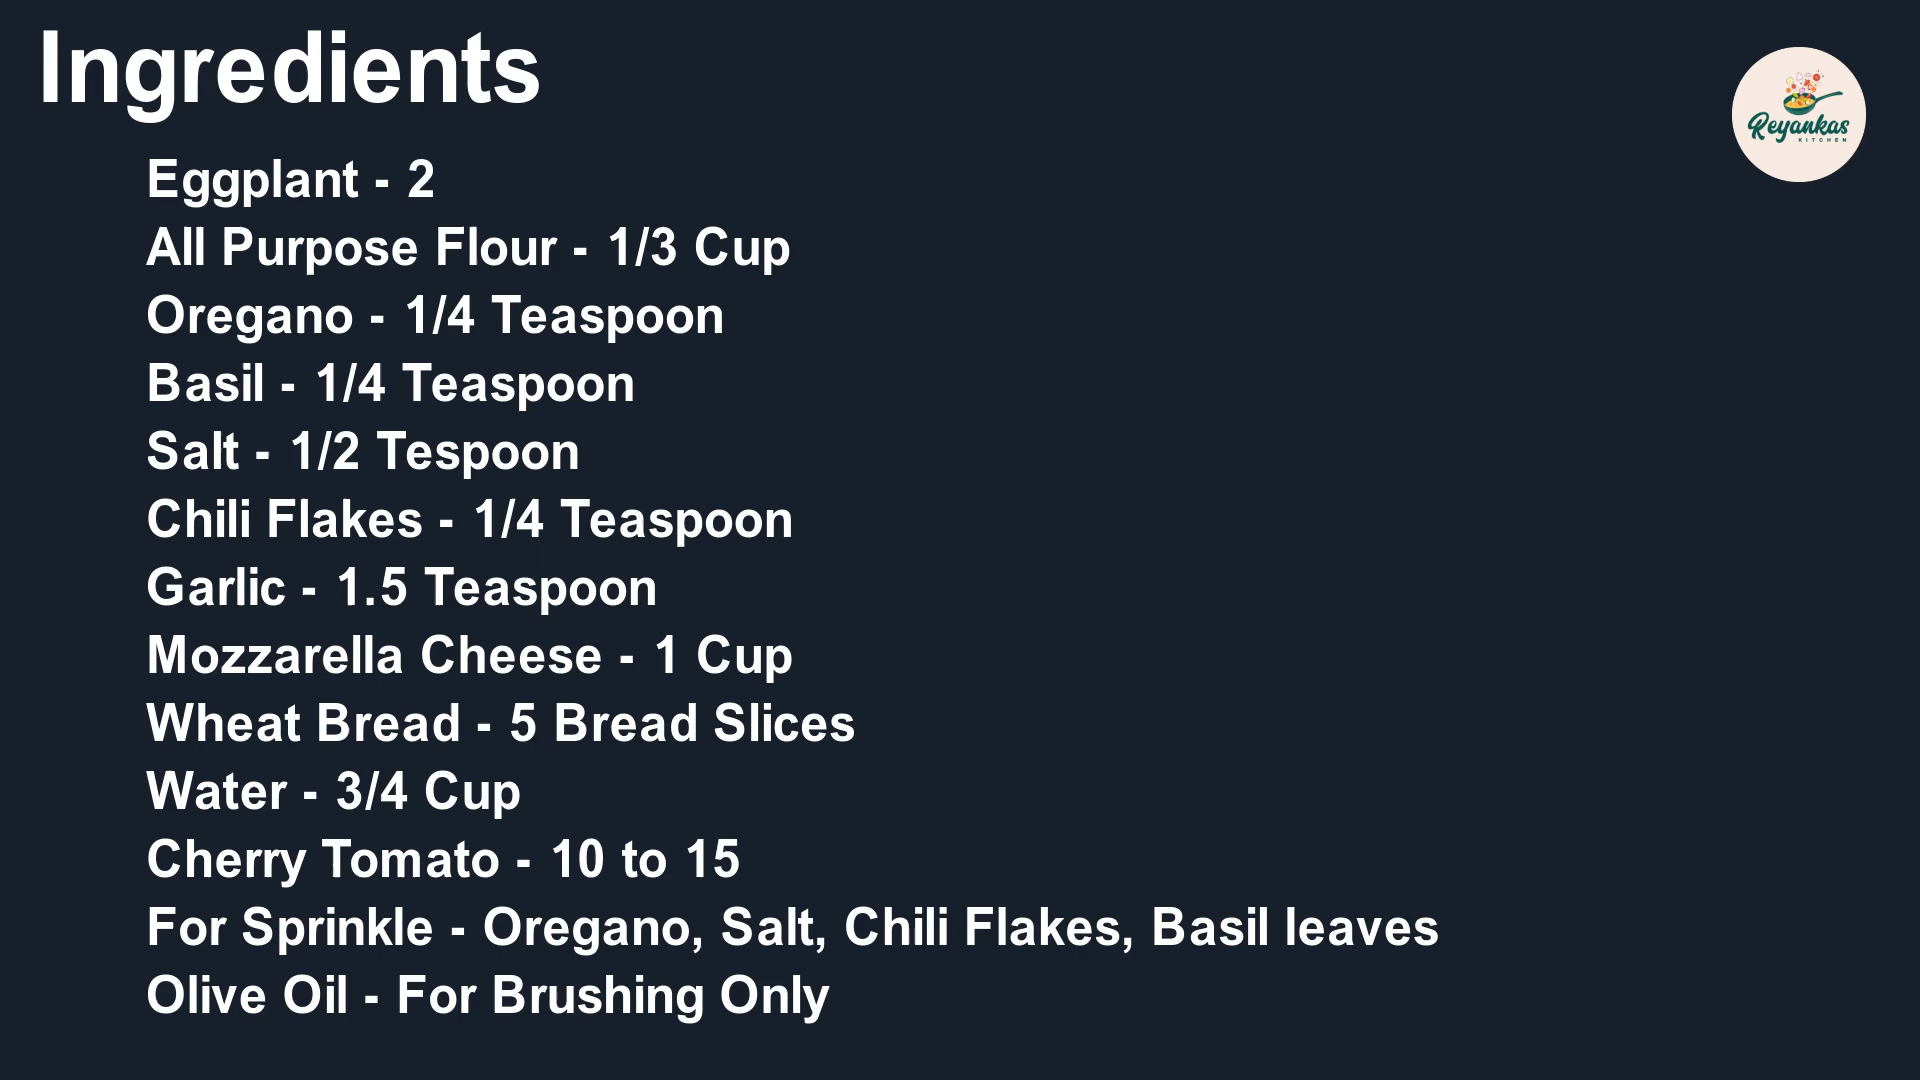 Ingredients
Reyankas
KITCHEN
Eggplant - 2
All Purpose Flour - 1/3 Cup
Oregano - 1/4 Teaspoon
Basil - 1/4 Teaspoon
Salt - 1/2 Tespoon
Chili Flakes - 1/4 Teaspoon
Garlic - 1.5 Teaspoon
Mozzarella Cheese - 1 Cup
Wheat Bread - 5 Bread Slices
Water - 3/4 Cup
Cherry Tomato - 10 to 15
For Sprinkle - Oregano, Salt, Chili Flakes, Basil leaves
Olive Oil - For Brushing Only